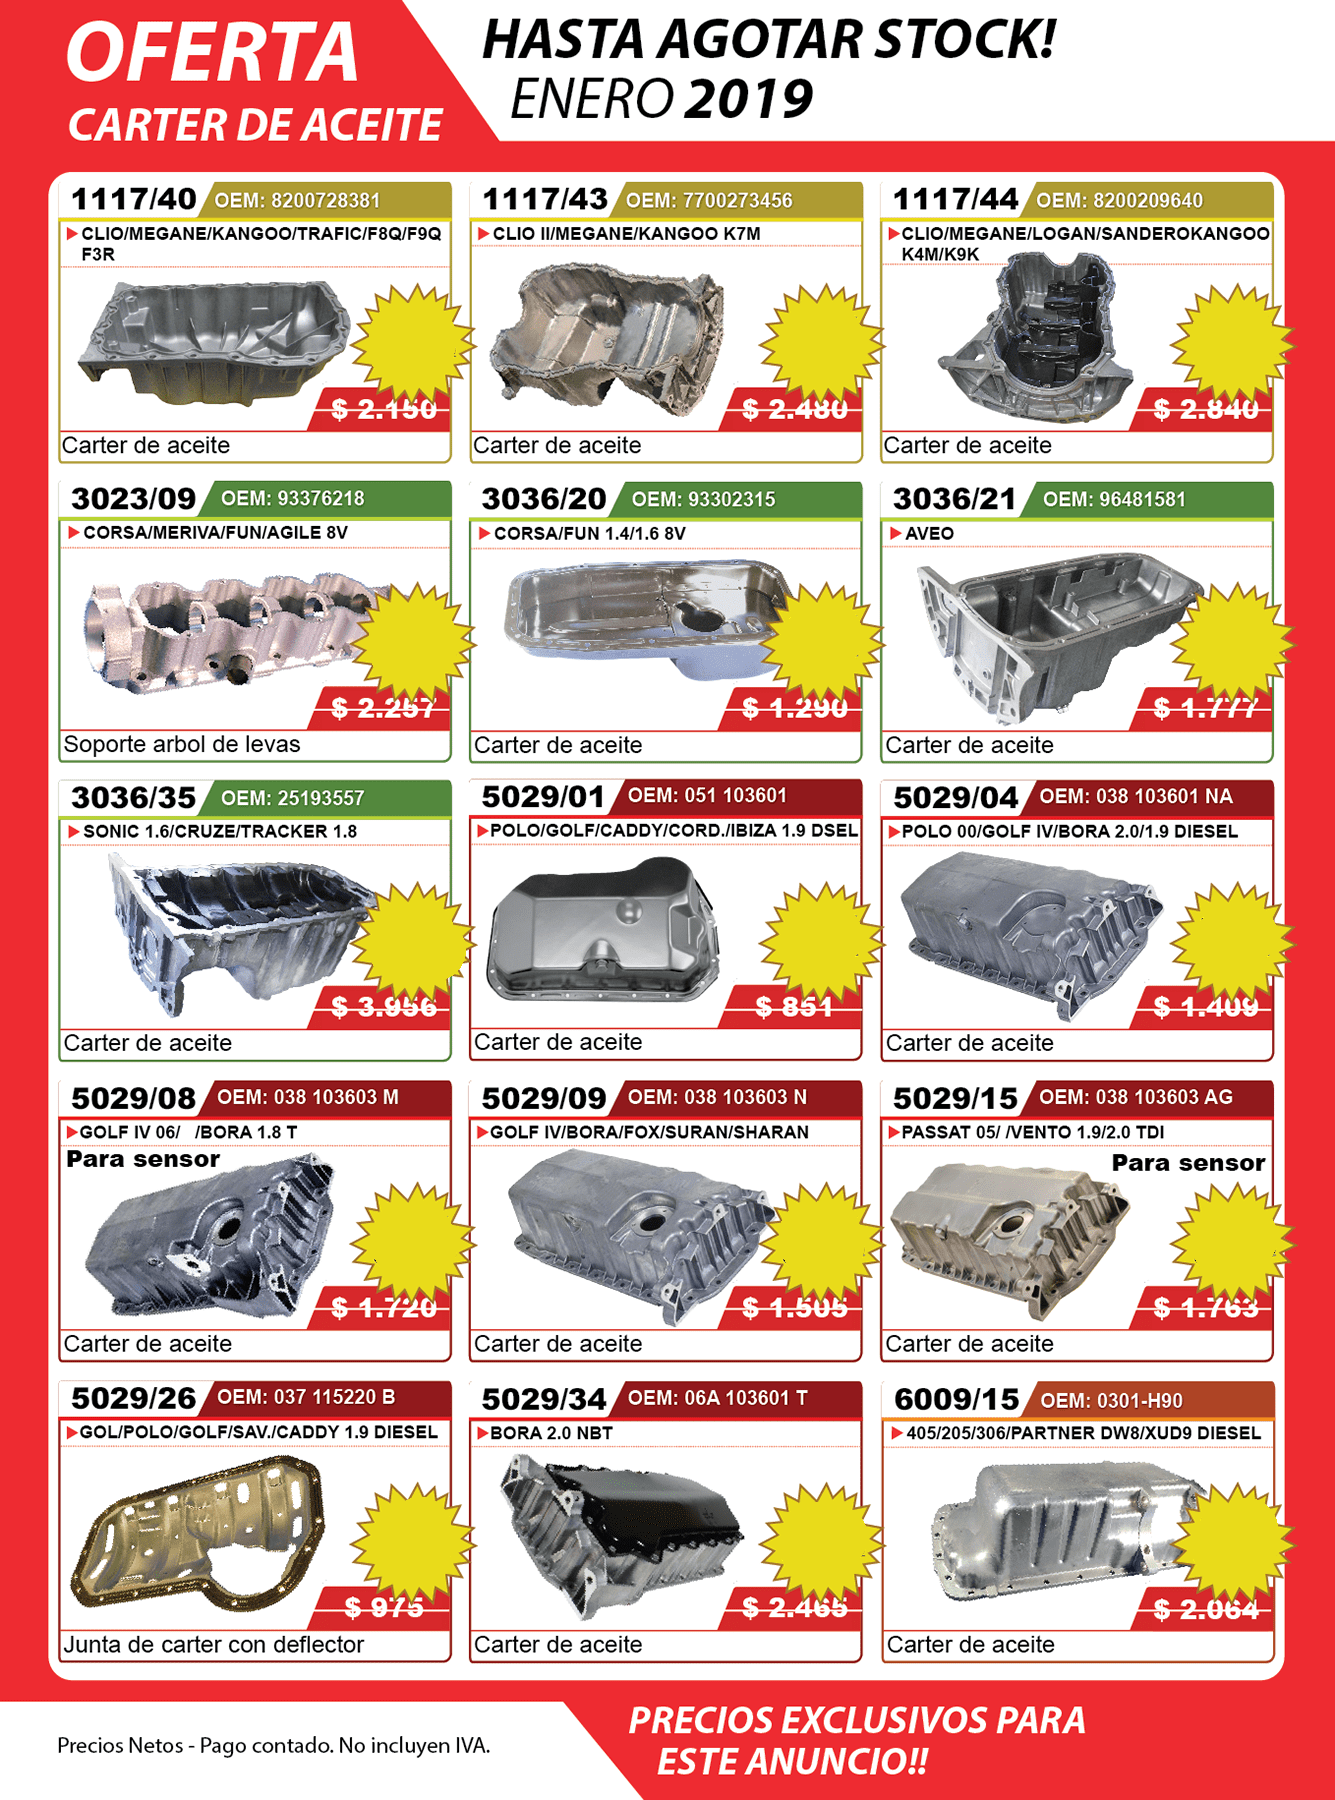 OFERTA
CARTER DE ACEITE
HASTA AGOTAR STOCK!
ENERO 2019
1117/40 OEM: 8200728381
CLIO/MEGANE/KANGOO/TRAFIC/F8Q/F9Q
F3R
$ 2.150
Carter de aceite
1117/43 OEM: 7700273456
CLIO II/MEGANE/KANGOO K7M
$ 2.480
Carter de aceite
1117/44 OEM: 8200209640
CLIO/MEGANE/LOGAN/SANDEROKANGOO
K4M/K9K
$ 2.840
Carter de aceite
3023/09 OEM: 93376218
CORSA/MERIVA/FUN/AGILE 8V
$ 2.257
Soporte arbol de levas
3036/20 OEM: 93302315
CORSA/FUN 1.4/1.6 8V
$ 1.290
Carter de aceite
3036/21 OEM: 96481581
AVEO
$ 1.777
Carter de aceite
3036/35 OEM: 25193557
SONIC 1.6/CRUZE/TRACKER 1.8
$ 3.956
Carter de aceite
5029/01 OEM: 051 103601
POLO/GOLF/CADDY/CORD./IBIZA 1.9 DSEL
$ 851
Carter de aceite
5029/04 OEM: 038 103601 NA
POLO 00/GOLF IV/BORA 2.0/1.9 DIESEL
$ 1.409
Carter de aceite
5029/08 OEM: 038 103603 M
GOLF IV 06/ /BORA 1.8 T
Para sensor
$ 1.720
Carter de aceite
5029/09 OEM: 038 103603 N
GOLF IV/BORA/FOX/SURAN/SHARAN
$ 1.505
Carter de aceite
5029/15 OEM: 038 103603 AG
PASSAT 05/ /VENTO 1.9/2.0 TDI
Para sensor
$ 1.763
Carter de aceite
5029/26 OEM: 037 115220 B
GOL/POLO/GOLF/SAV./CADDY 1.9 DIESEL
$ 975
Junta de carter con deflector
5029/34 OEM: 06A 103601 T
BORA 2.0 NBT
$ 2.465
Carter de aceite
6009/15 OEM: 0301-H90
405/205/306/PARTNER DW8/XUD9 DIESEL
$ 2.064
Carter de aceite
Precios Netos - Pago contado. No incluyen IVA.
PRECIOS EXCLUSIVOS PARA
ESTE ANUNCIO!!